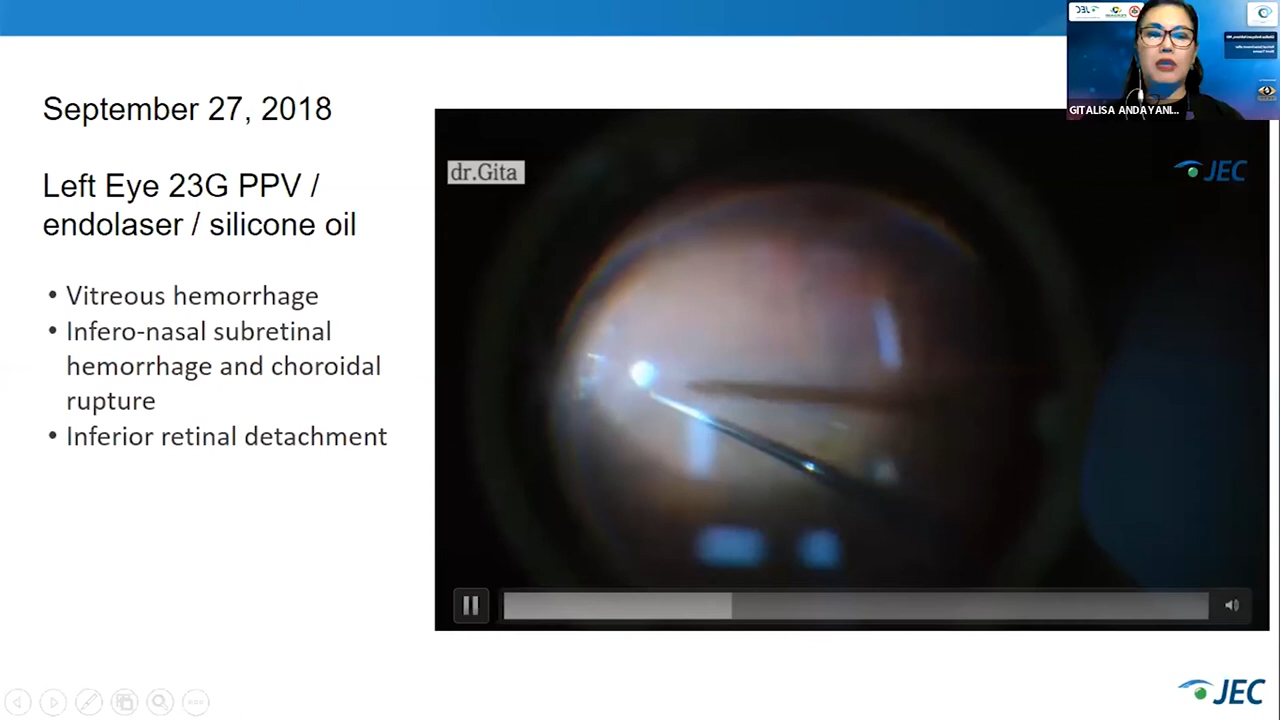 September 27, 2018
Left Eye 23G PPV /
endolaser / silicone oil
• Vitreous hemorrhage
• Infero-nasal subretinal
hemorrhage and choroidal
rupture
• Inferior retinal detachment
dr.Gita
JEC
GITALISA ANDAYANI...
JEC